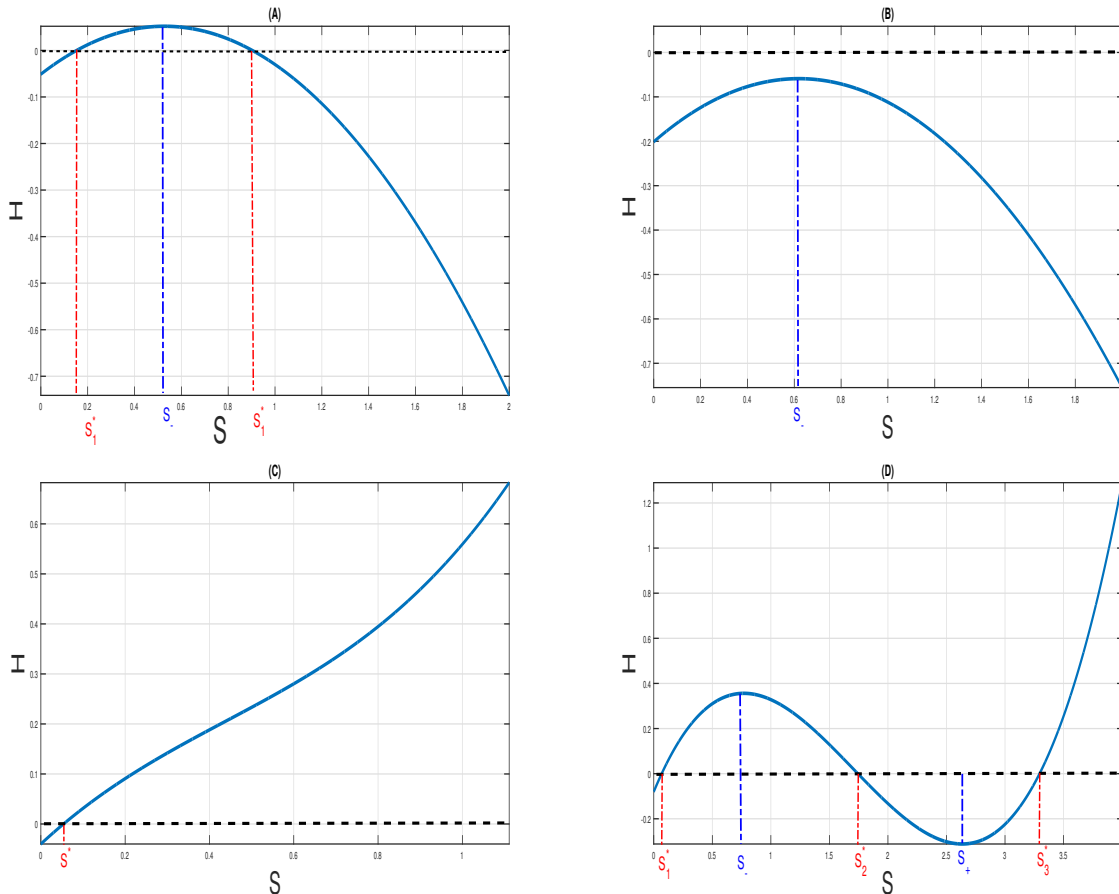 (A)
0
-0.1
-0.2
-0.3
-0.4
-0.5
-0.6
-0.7
H
0 0.2 0.4 0.6 0.8 1 1.2 1.4 1.6 1.8 2
S₁* S₋ S₁*
S
(B)
0
-0.1
-0.2
-0.3
-0.4
-0.5
-0.6
-0.7
H
0 0.2 0.4 0.6 0.8 1 1.2 1.4 1.6 1.8
S₋
S
(C)
0.6
0.5
0.4
0.3
0.2
0.1
0
H
0 0.2 0.4 0.6 0.8 1
S*
S
(D)
1.2
1
0.8
0.6
0.4
0.2
0
-0.2
H
0 0.5 1 1.5 2 2.5 3 3.5
S₁* S₋ S₂* S₊ S₃*
S